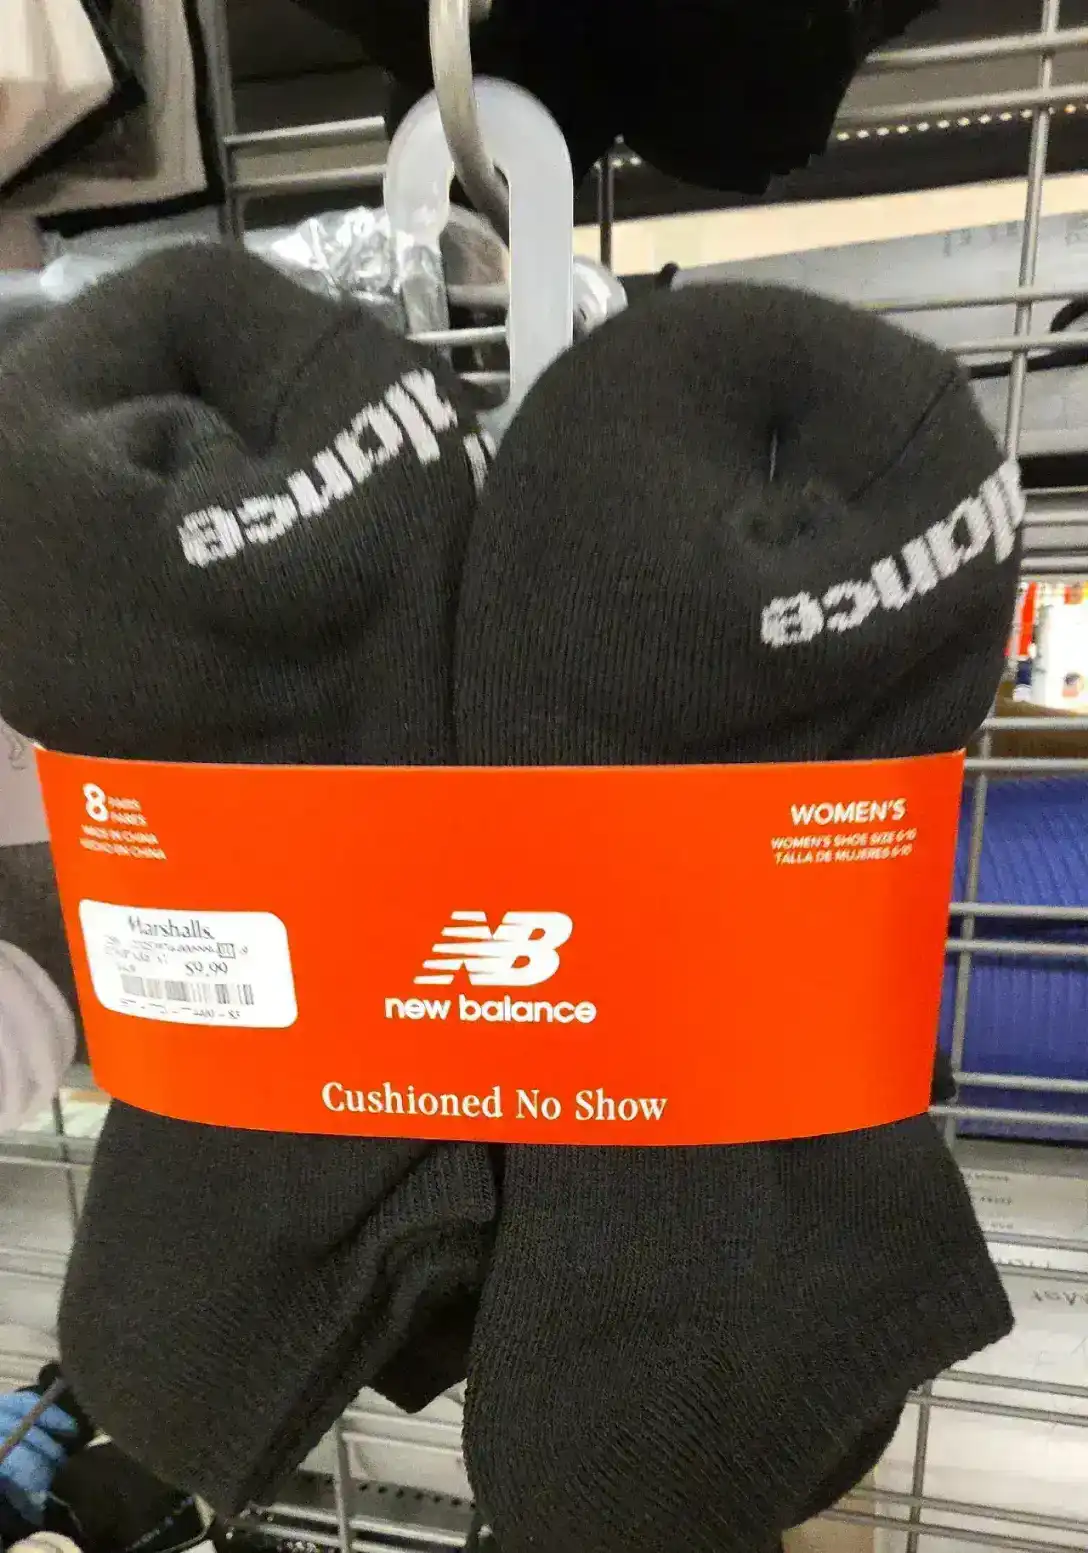 alance
alance
8 PAIRS
PARES
MADE IN CHINA
HECHO EN CHINA
WOMEN'S
WOMEN'S SHOE SIZE 6-10
TALLA DE MUJERES 6-10
Marshalls
$9.99
NB
new balance
Cushioned No Show